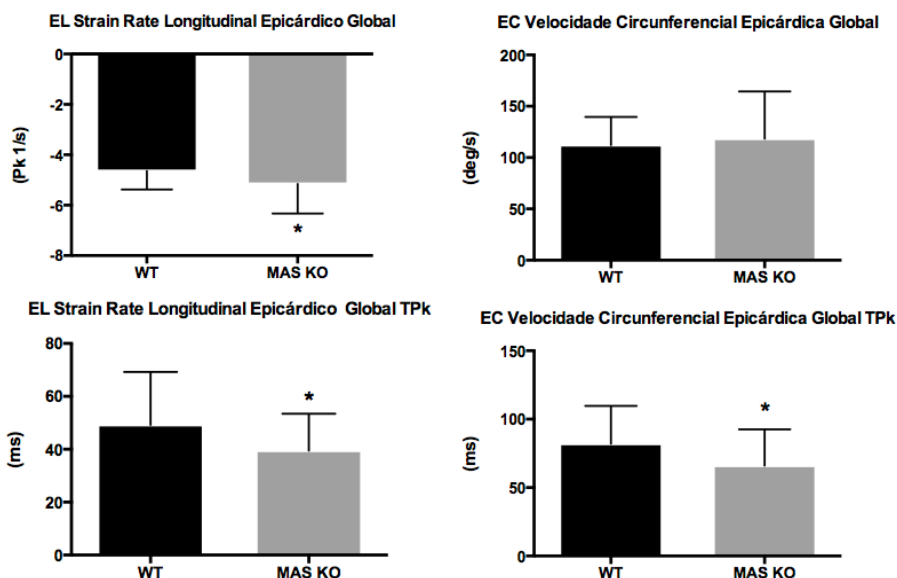 EL Strain Rate Longitudinal Epicárdico Global
0
-2
-4
-6
-8
(Pk 1/s)
*
WT MAS KO
EC Velocidade Circunferencial Epicárdica Global
200
150
100
50
0
(deg/s)
WT MAS KO
EL Strain Rate Longitudinal Epicárdico Global TPk
80
60
40
20
0
(ms)
*
WT MAS KO
EC Velocidade Circunferencial Epicárdica Global TPk
150
100
50
0
(ms)
*
WT MAS KO